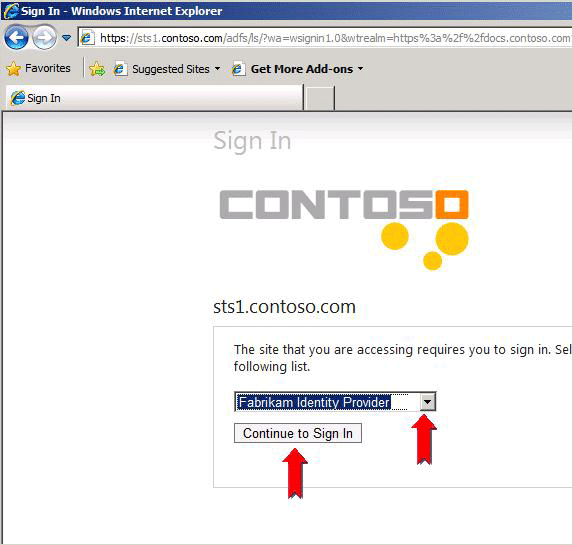 Sign In - Windows Internet Explorer
https://sts1.contoso.com/adfs/ls/?wa=wsignin1.0&wtrealm=https%3a%2f%2fdocs.contoso.com
Favorites Suggested Sites Get More Add-ons
Sign In
Sign In
CONTOSO
sts1.contoso.com
The site that you are accessing requires you to sign in. Sel
following list.
Fabrikam Identity Provider
Continue to Sign In